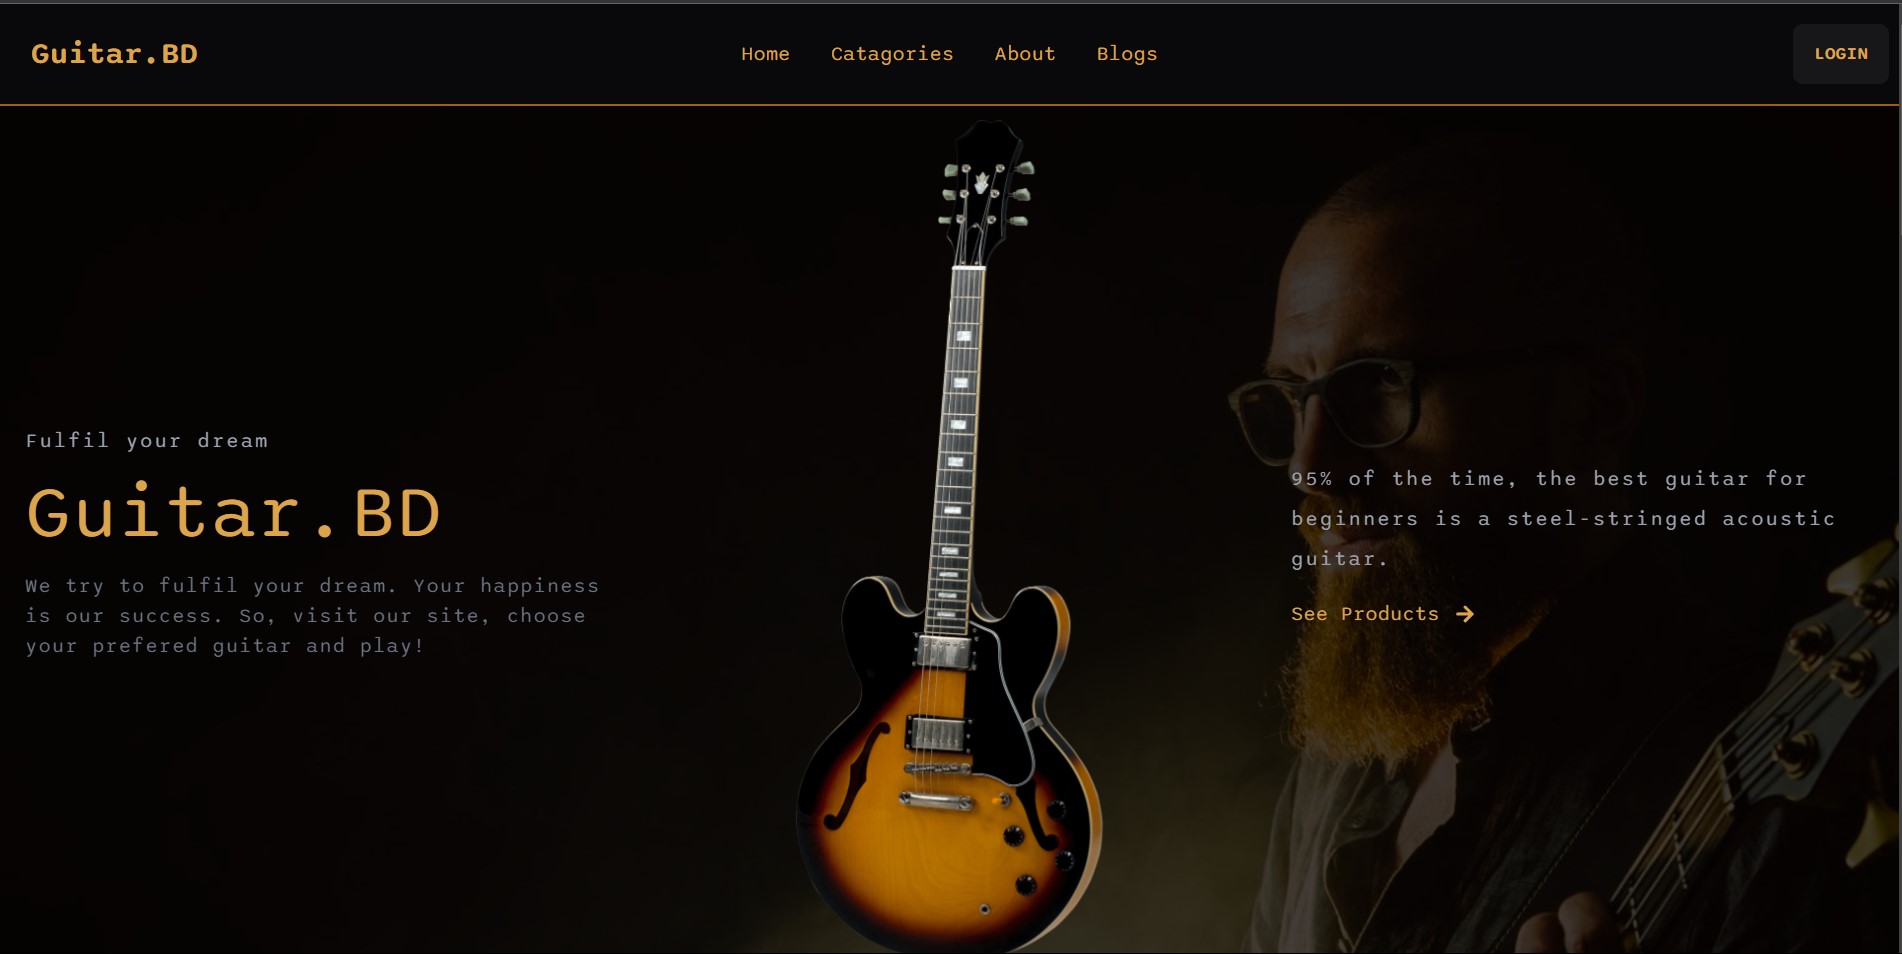 Guitar.BD
Home Catagories About Blogs
LOGIN
Fulfil your dream
Guitar.BD
We try to fulfil your dream. Your happiness
is our success. So, visit our site, choose
your prefered guitar and play!
95% of the time, the best guitar for
beginners is a steel-stringed acoustic
guitar.
See Products →